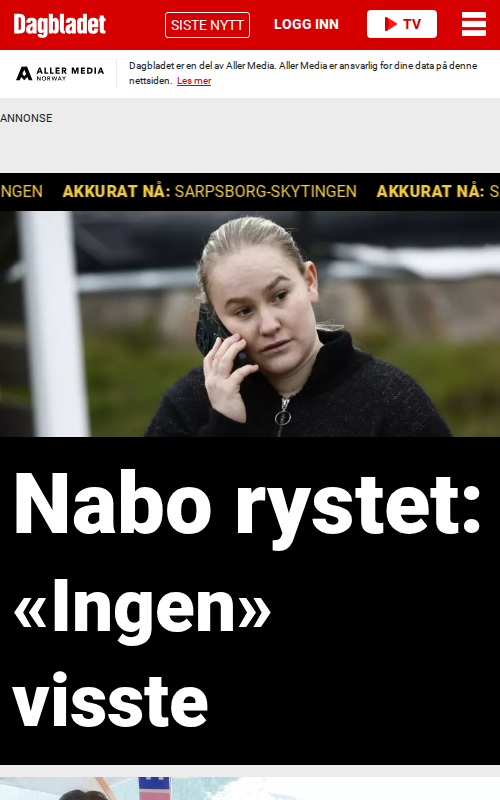 Dagbladet SISTE NYTT LOGG INN TV
ALLER MEDIA
NORWAY
Dagbladet er en del av Aller Media. Aller Media er ansvarlig for dine data på denne
nettsiden. Les mer
ANNONSE
NGEN AKKURAT NÅ: SARPSBORG-SKYTINGEN AKKURAT NÅ: S
Nabo rystet:
«Ingen»
visste